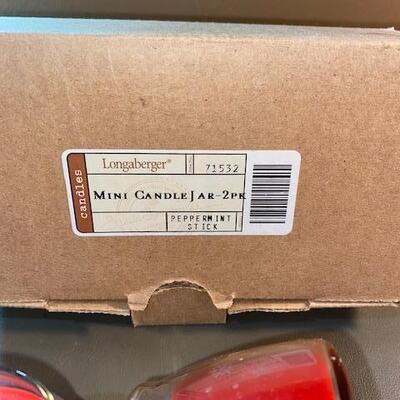 candles
Longaberger® 71532
MINI CANDLE JAR-2PK
PEPPERMINT
STICK